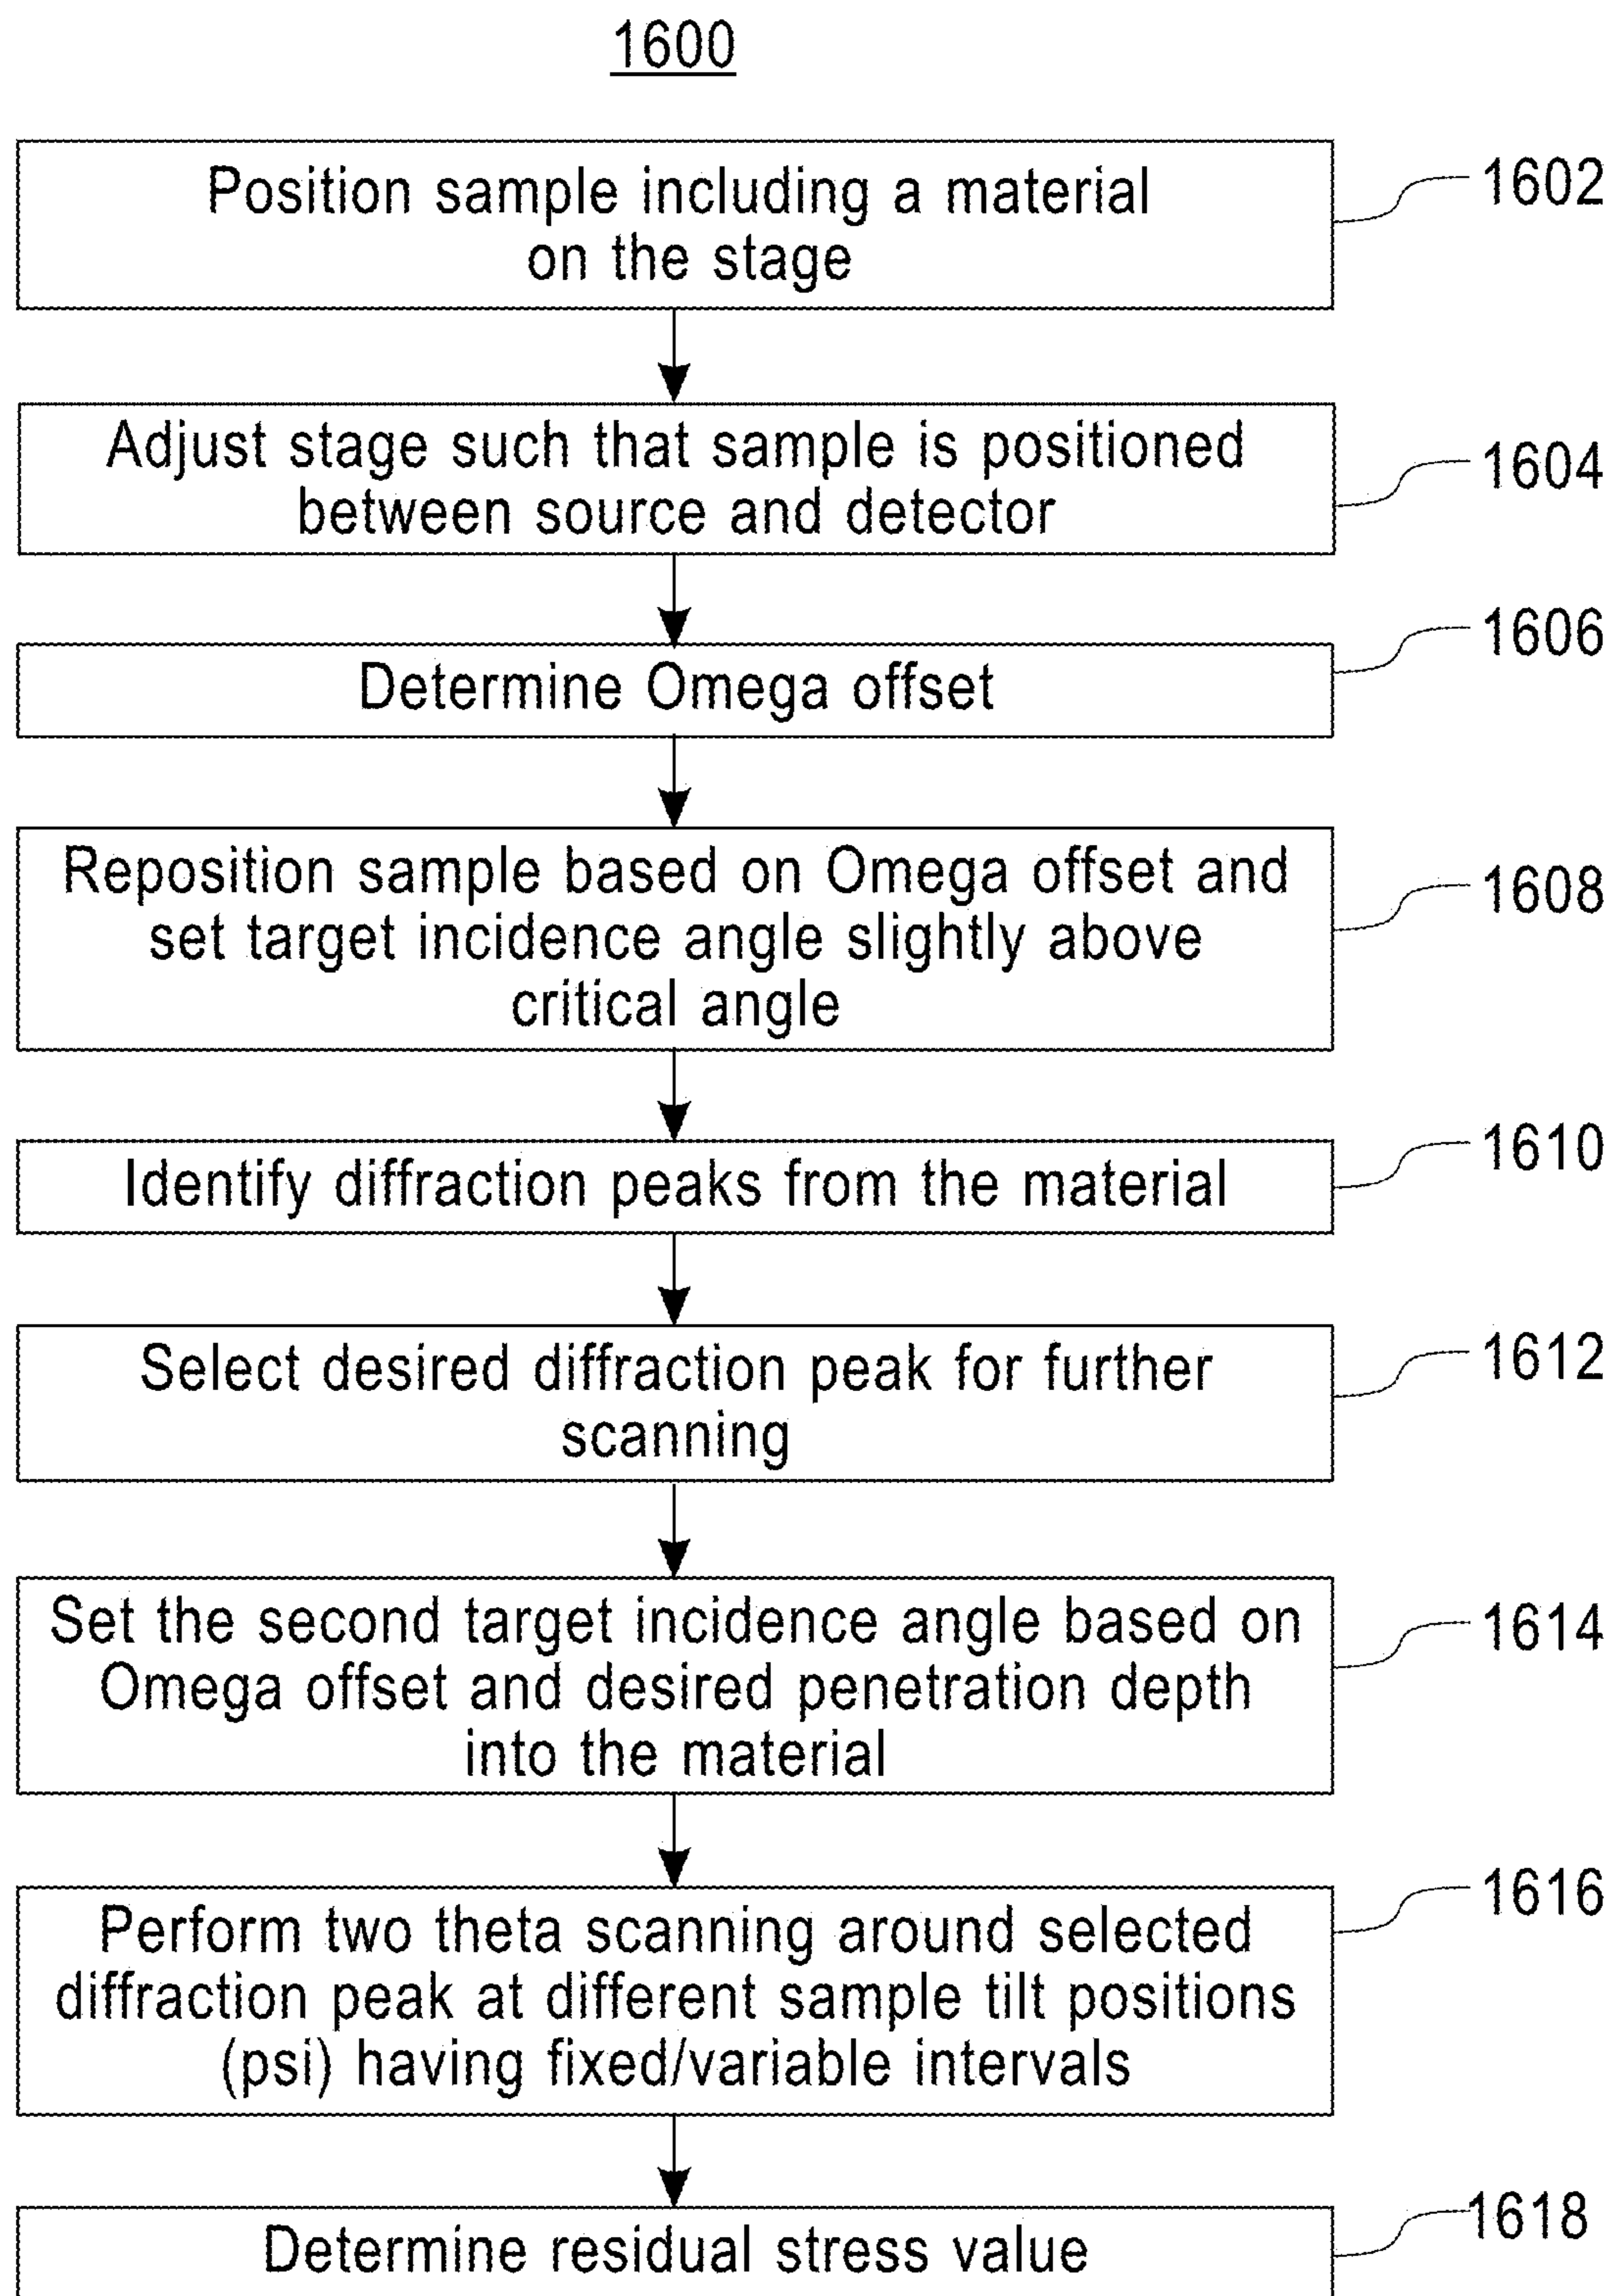 1600
Position sample including a material
on the stage
1602
Adjust stage such that sample is positioned
between source and detector
1604
Determine Omega offset
1606
Reposition sample based on Omega offset and
set target incidence angle slightly above
critical angle
1608
Identify diffraction peaks from the material
1610
Select desired diffraction peak for further
scanning
1612
Set the second target incidence angle based on
Omega offset and desired penetration depth
into the material
1614
Perform two theta scanning around selected
diffraction peak at different sample tilt positions
(psi) having fixed/variable intervals
1616
Determine residual stress value
1618